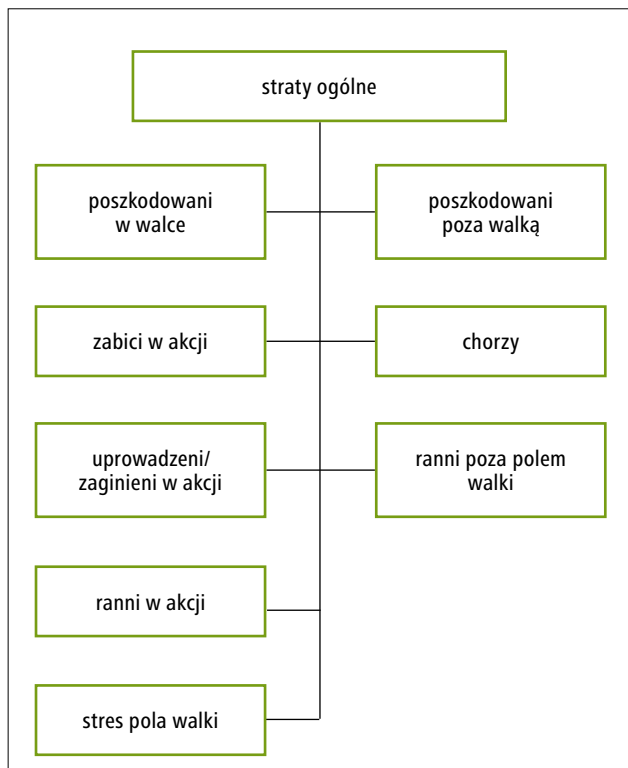 straty ogólne
poszkodowani
w walce
poszkodowani
poza walką
zabici w akcji
chorzy
uprowadzeni/
zaginieni w akcji
ranni poza polem
walki
ranni w akcji
stres pola walki